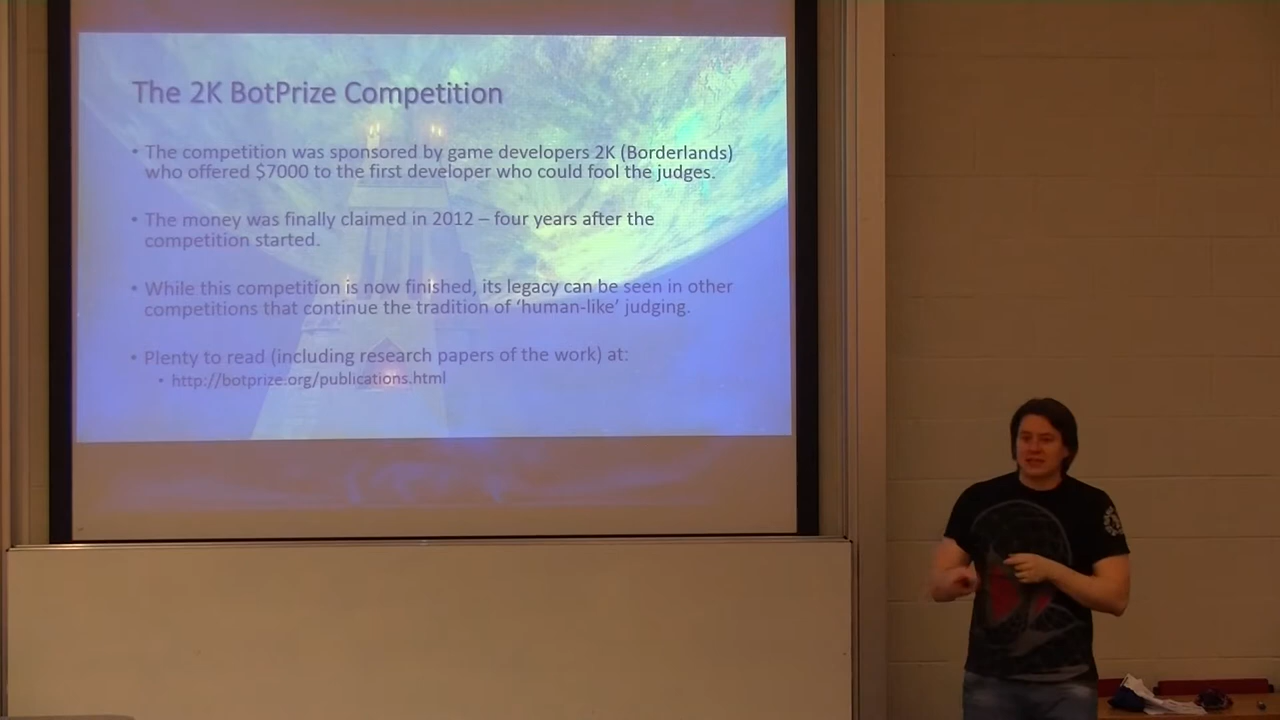 The 2K BotPrize Competition
• The competition was sponsored by game developers 2K (Borderlands)
who offered $7000 to the first developer who could fool the judges.
• The money was finally claimed in 2012 – four years after the
competition started.
• While this competition is now finished, its legacy can be seen in other
competitions that continue the tradition of ‘human-like’ judging.
• Plenty to read (including research papers of the work) at:
• http://botprize.org/publications.html